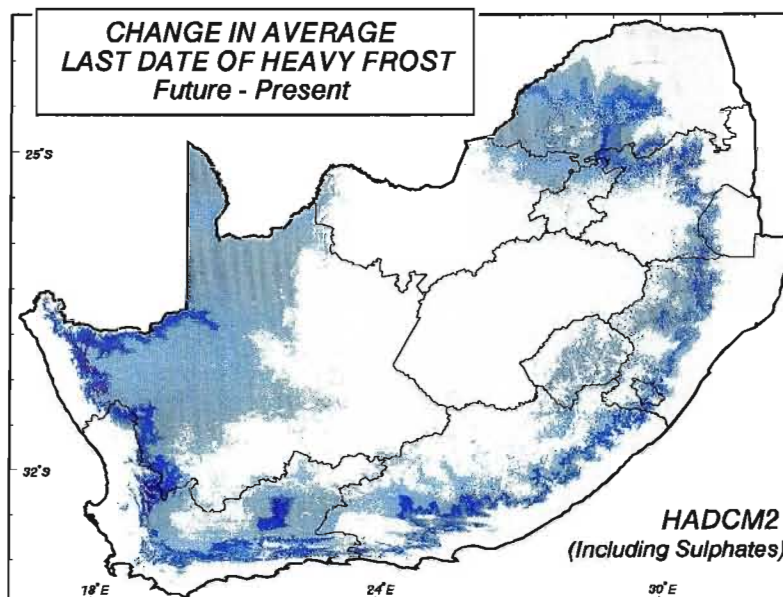 CHANGE IN AVERAGE
LAST DATE OF HEAVY FROST
Future - Present
25°S
32°S
HADCM2
(Including Sulphates)
18°E
24°E
30°E